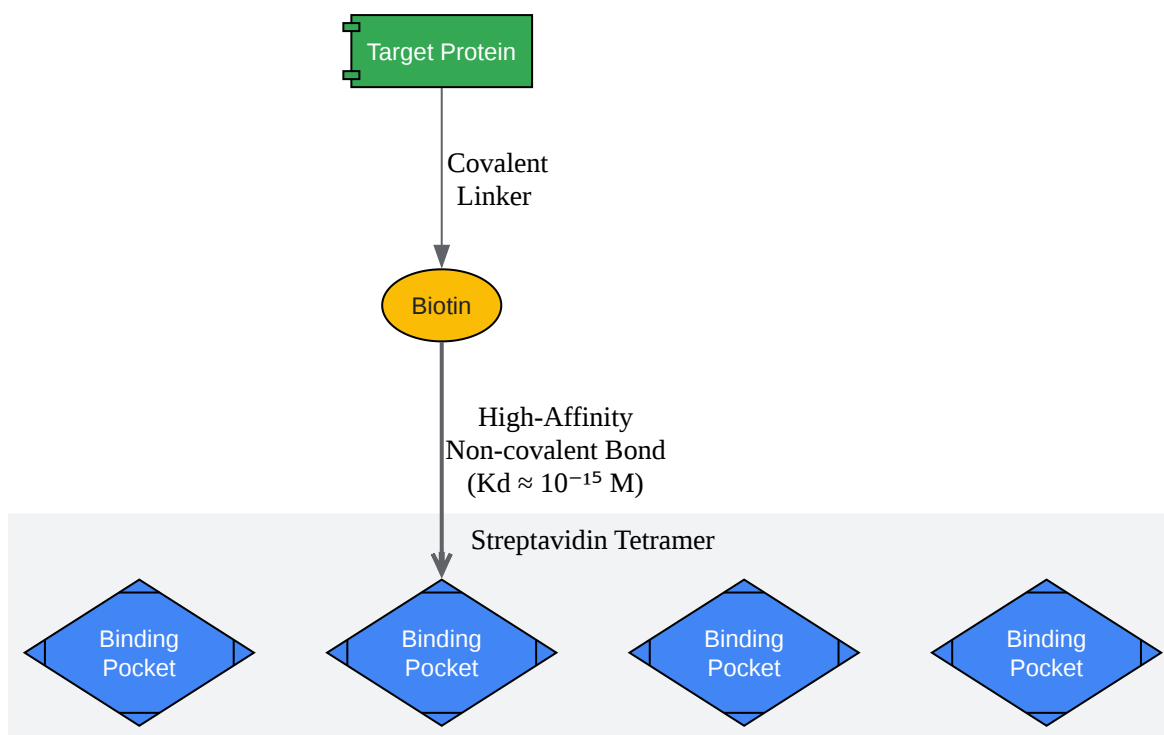 Target Protein
Covalent
Linker
Biotin
High-Affinity
Non-covalent Bond
(Kd ≈ 10⁻¹⁵ M)
Streptavidin Tetramer
Binding
Pocket
Binding
Pocket
Binding
Pocket
Binding
Pocket